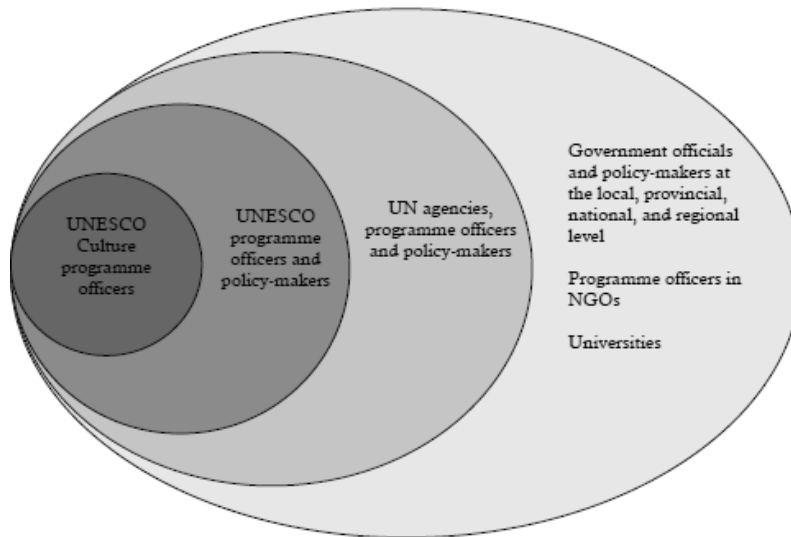 UNESCO
Culture
programme
officers
UNESCO
programme
officers and
policy-makers
UN agencies,
programme officers
and policy-makers
Government officials
and policy-makers at
the local, provincial,
national, and regional
level
Programme officers in
NGOs
Universities